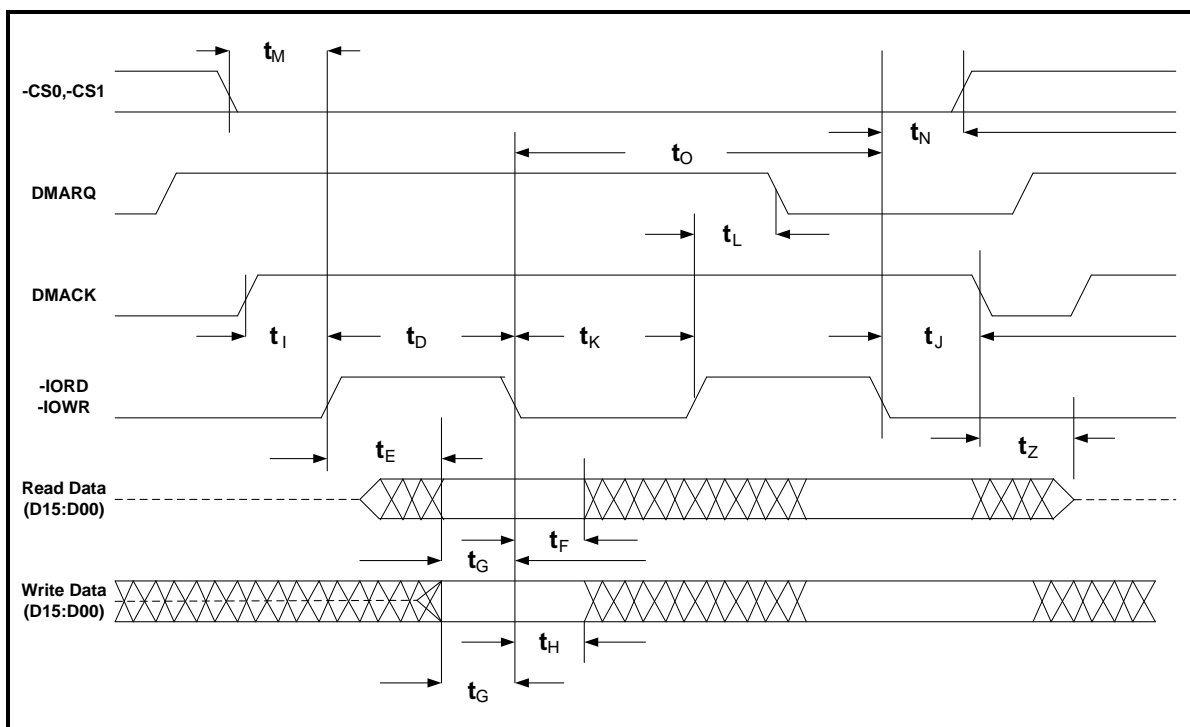 tM
-CS0,-CS1
tN
tO
DMARQ
tL
DMACK
tI
tD
tK
tJ
-IORD
-IOWR
tZ
tE
Read Data
(D15:D00)
tF
tG
Write Data
(D15:D00)
tH
tG